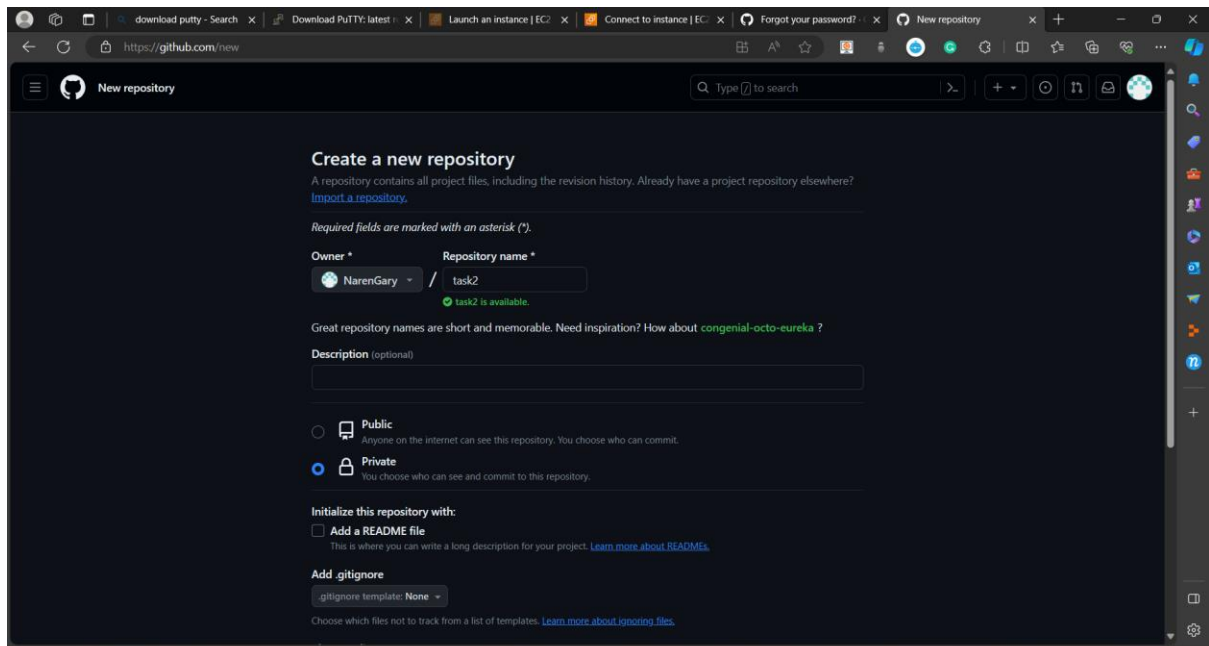 download putty - Search
Download PuTTY: latest r
Launch an instance | EC2
Connect to instance | EC
Forgot your password? ·
New repository
https://github.com/new
New repository
Type / to search
Create a new repository
A repository contains all project files, including the revision history. Already have a project repository elsewhere?
Import a repository.
Required fields are marked with an asterisk (*).
Owner *
Repository name *
NarenGary / task2
task2 is available.
Great repository names are short and memorable. Need inspiration? How about congenial-octo-eureka ?
Description (optional)
Public
Anyone on the internet can see this repository. You choose who can commit.
Private
You choose who can see and commit to this repository.
Initialize this repository with:
Add a README file
This is where you can write a long description for your project. Learn more about READMEs.
Add .gitignore
.gitignore template: None
Choose which files not to track from a list of templates. Learn more about ignoring files.